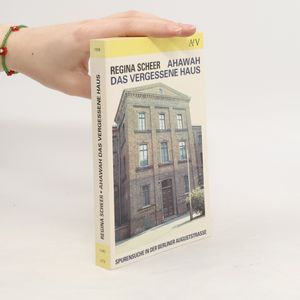 AtV
REGINA SCHEER AHAWAH
DAS VERGESSENE HAUS
SPURENSUCHE IN DER BERLINER AUGUSTSTRASSE
REGINA SCHEER • AHAWAH DAS VERGESSENE HAUS